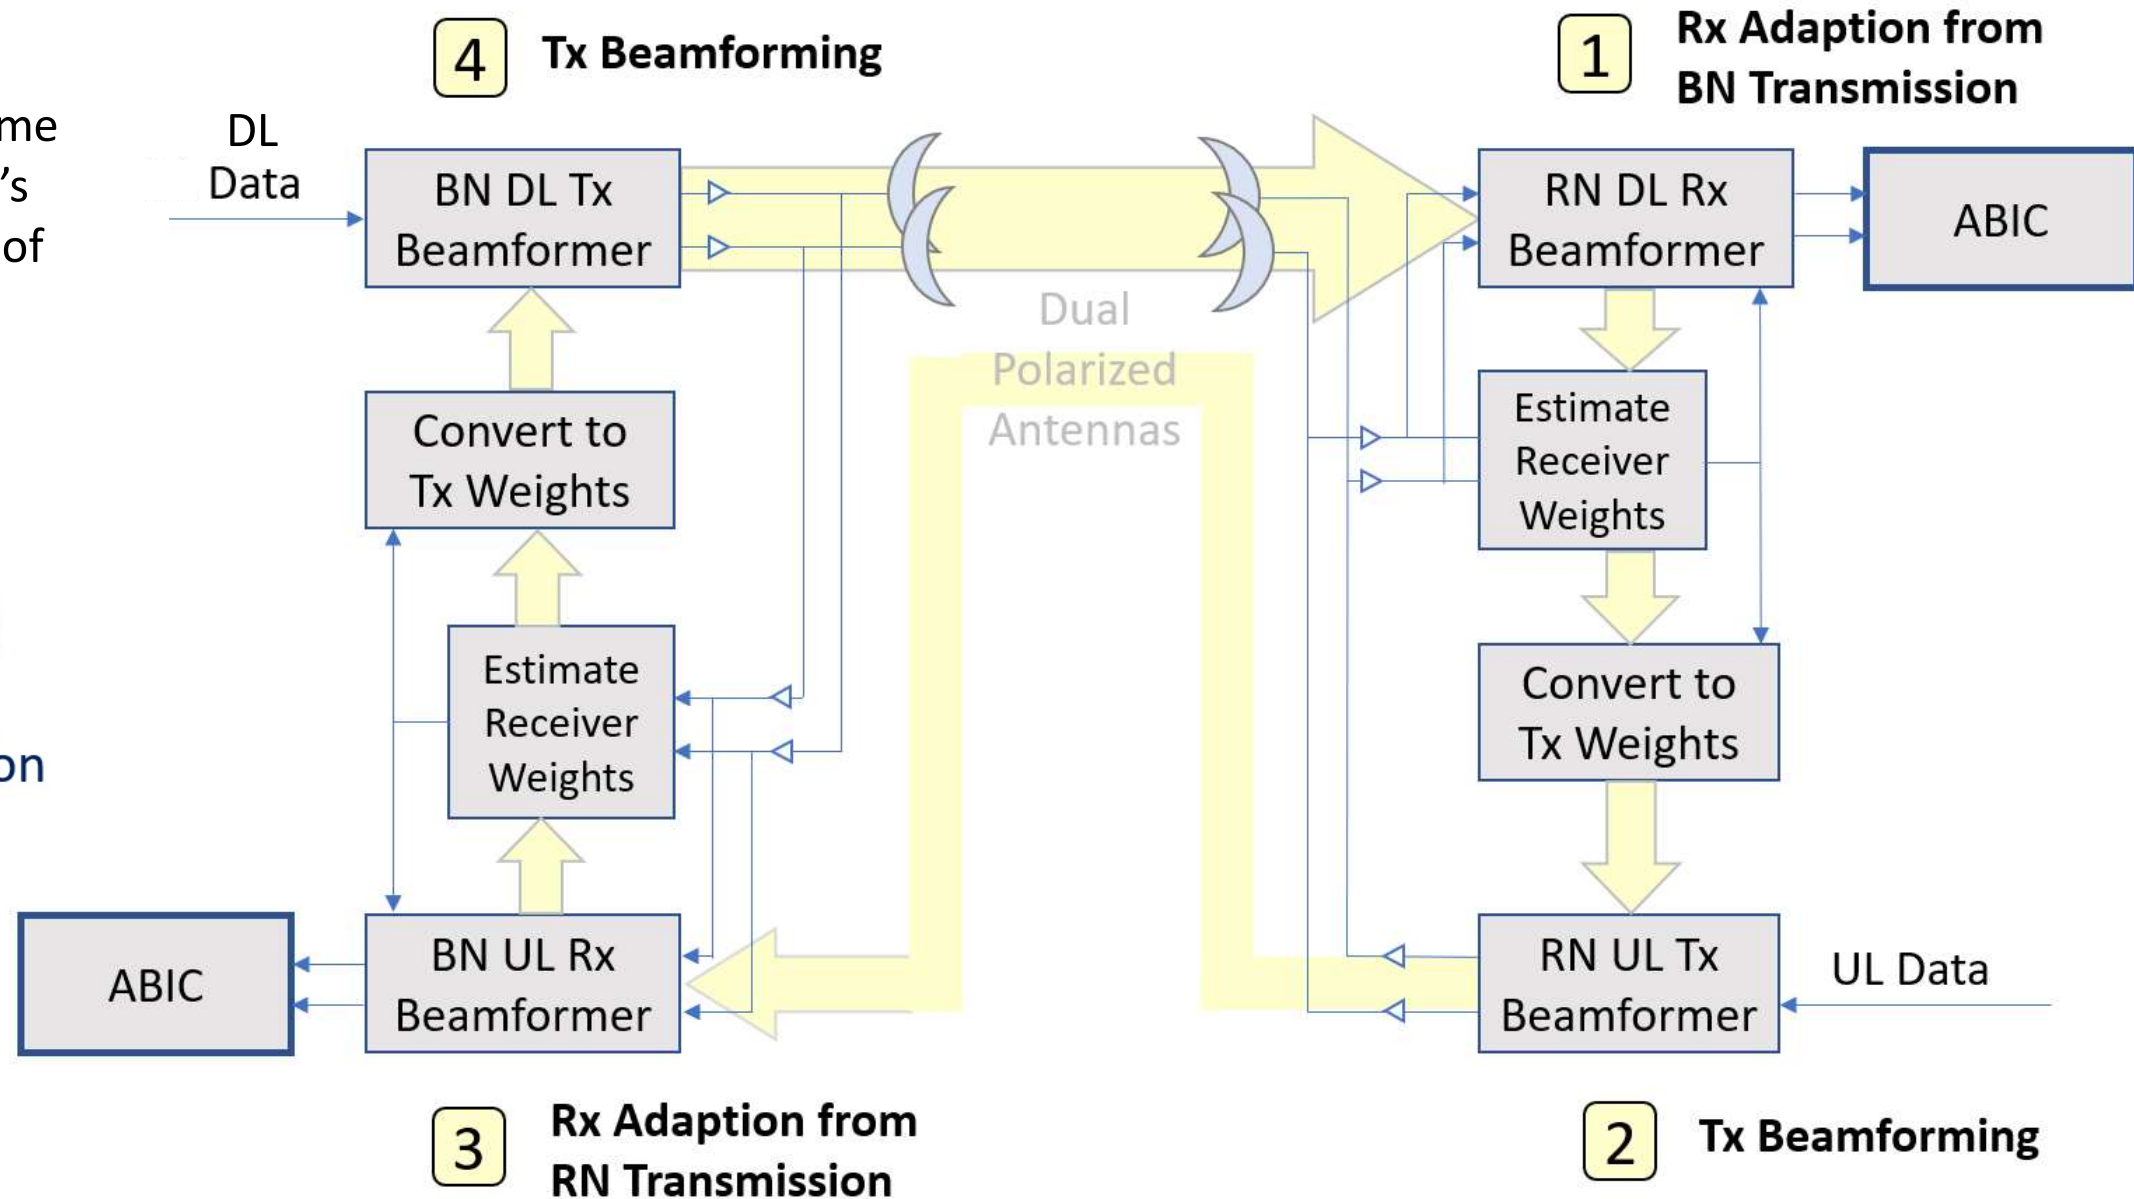 4
Tx Beamforming
1
Rx Adaption from
BN Transmission
me
's
of
DL
Data
BN DL Tx
Beamformer
RN DL Rx
Beamformer
ABIC
Dual
Polarized
Antennas
Convert to
Tx Weights
Estimate
Receiver
Weights
Estimate
Receiver
Weights
Convert to
Tx Weights
on
ABIC
BN UL Rx
Beamformer
RN UL Tx
Beamformer
UL Data
3
Rx Adaption from
RN Transmission
2
Tx Beamforming